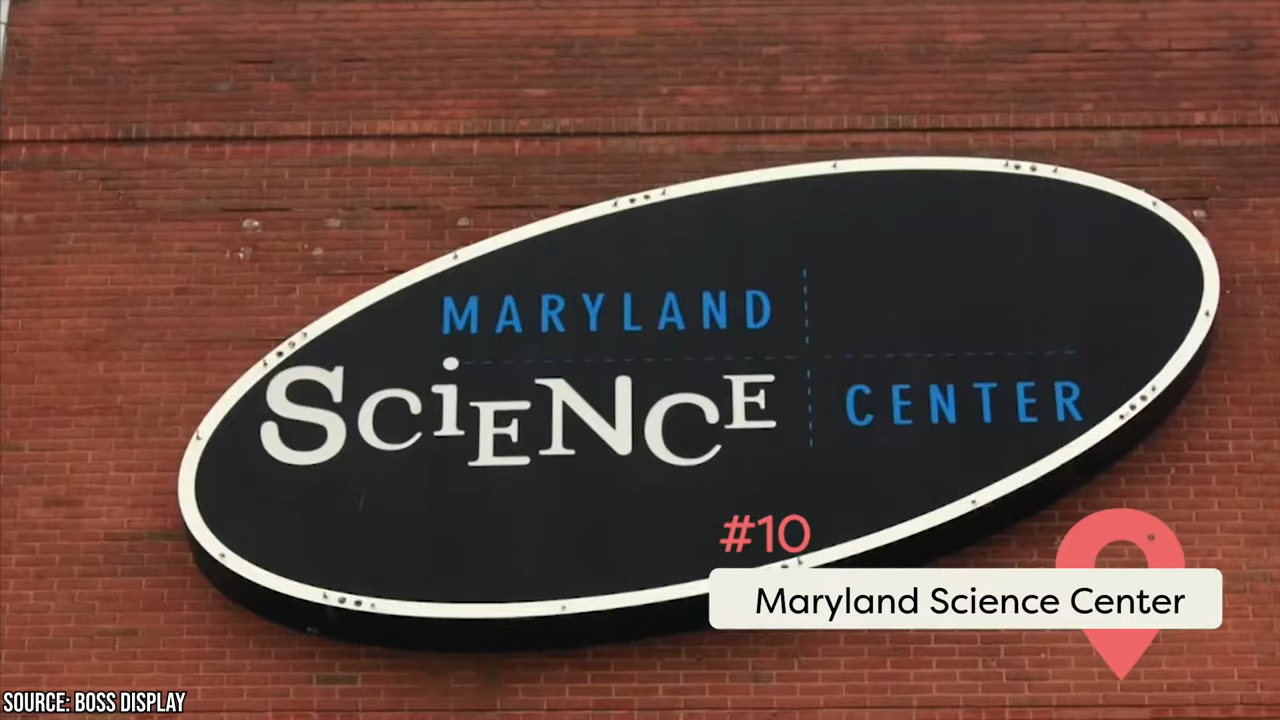 MARYLAND
SCiENCE
CENTER
#10
Maryland Science Center
SOURCE: BOSS DISPLAY